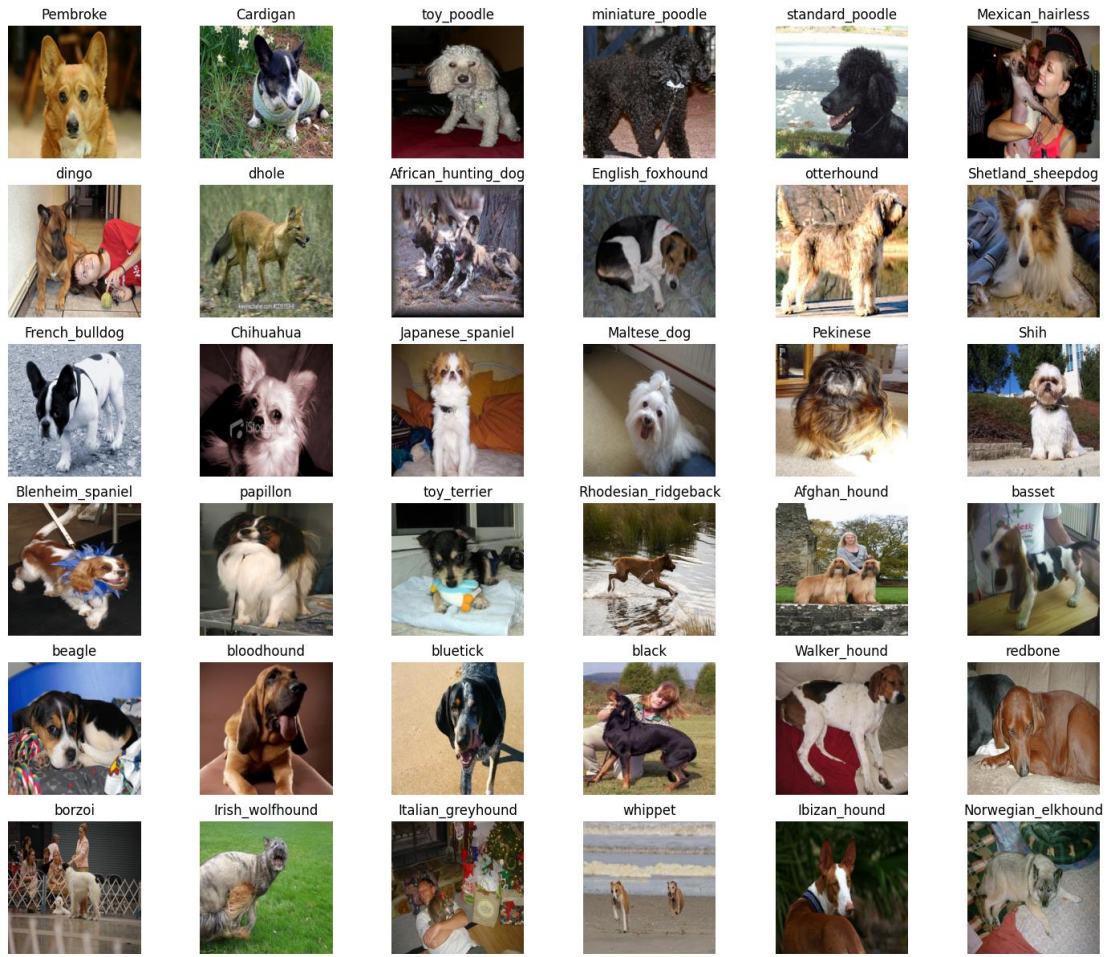 Pembroke Cardigan toy_poodle miniature_poodle standard_poodle Mexican_hairless
dingo dhole African_hunting_dog English_foxhound otterhound Shetland_sheepdog
French_bulldog Chihuahua Japanese_spaniel Maltese_dog Pekinese Shih
Blenheim_spaniel papillon toy_terrier Rhodesian_ridgeback Afghan_hound basset
beagle bloodhound bluetick black Walker_hound redbone
borzoi Irish_wolfhound Italian_greyhound whippet Ibizan_hound Norwegian_elkhound